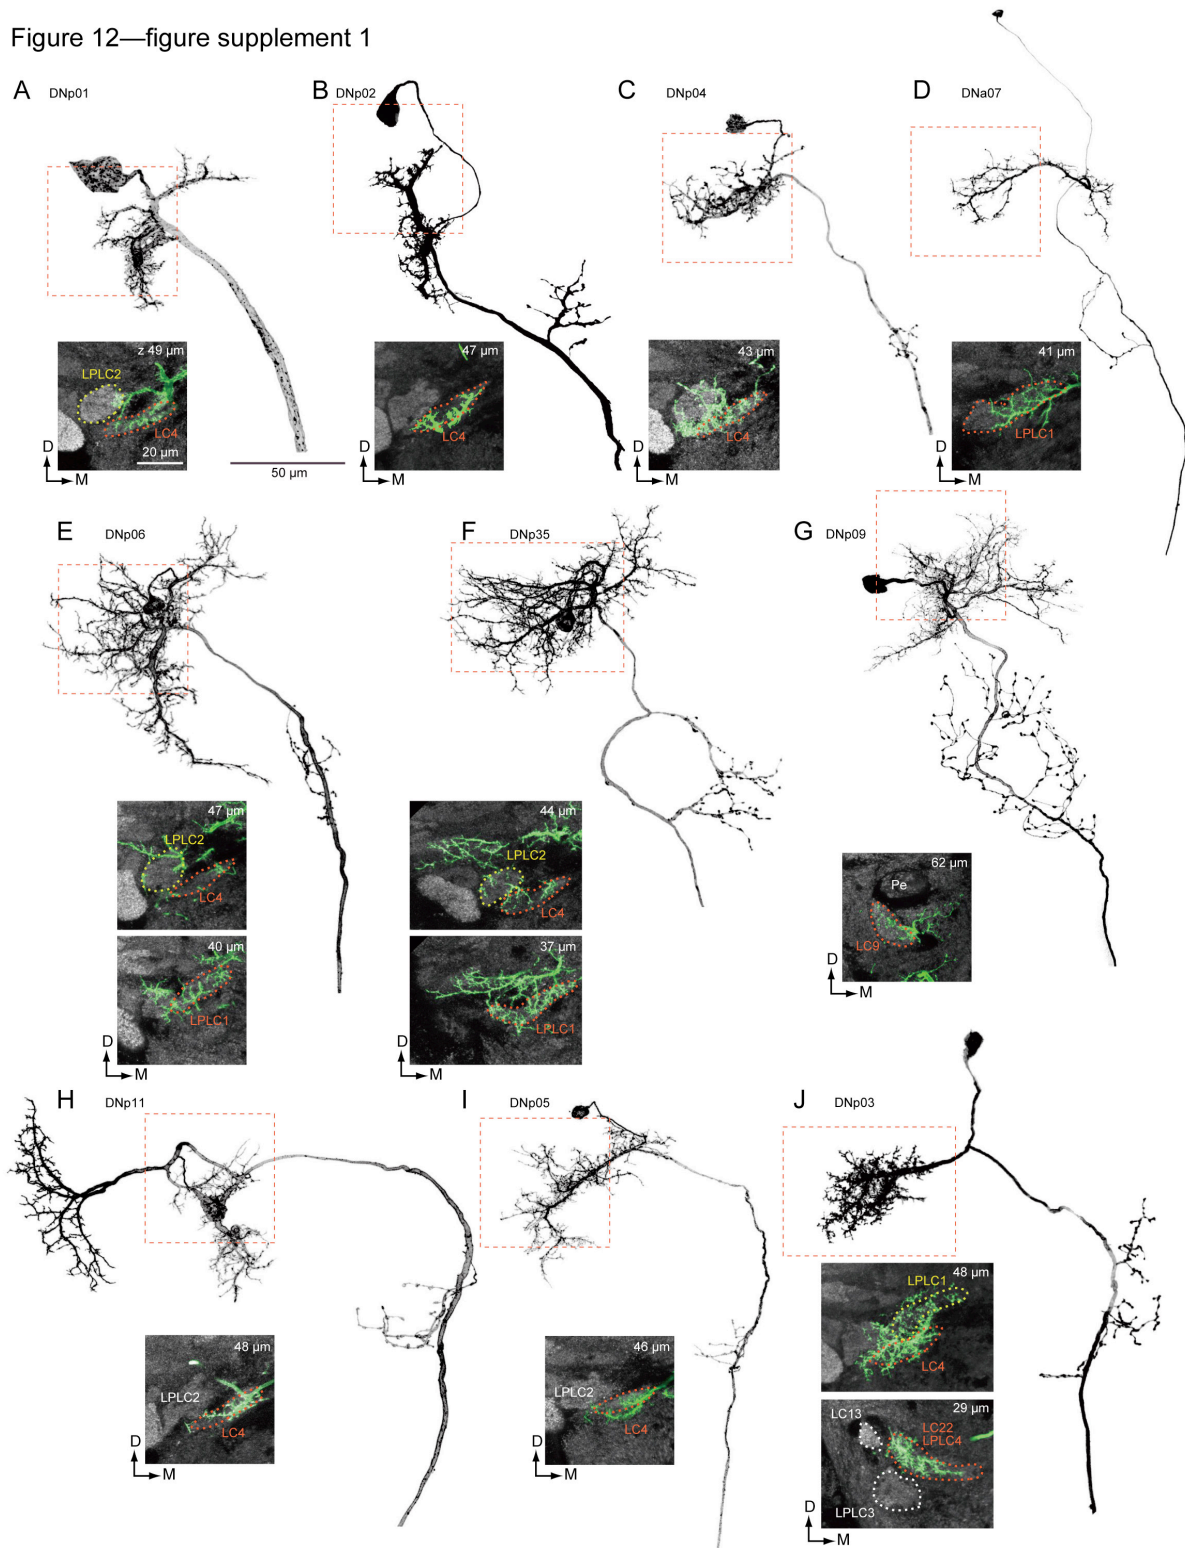 Figure 12—figure supplement 1
A DNp01
B DNp02
C DNp04
D DNa07
z 49 µm
LPLC2
LC4
20 µm
D
M
50 µm
47 µm
LC4
D
M
43 µm
LC4
D
M
41 µm
LPLC1
D
M
E DNp06
F DNp35
G DNp09
47 µm
LPLC2
LC4
40 µm
LPLC1
D
M
44 µm
LPLC2
LC4
37 µm
LPLC1
D
M
62 µm
Pe
LC9
D
M
H DNp11
I DNp05
J DNp03
48 µm
LPLC2
LC4
D
M
46 µm
LPLC2
LC4
D
M
48 µm
LPLC1
LC4
29 µm
LC13
LC22
LPLC4
LPLC3
D
M